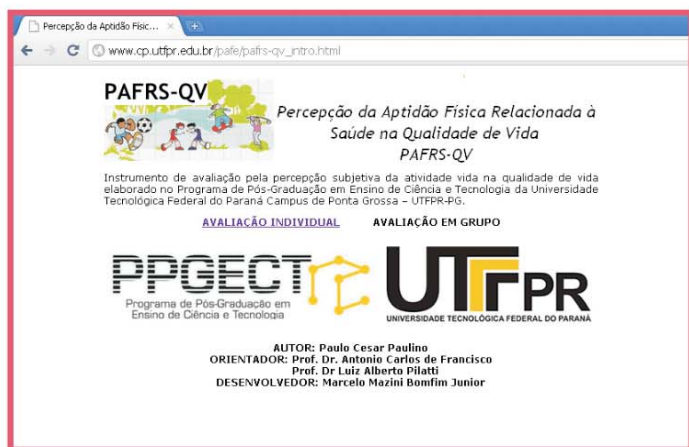 Percepção da Aptidão Físic...
www.cp.utfpr.edu.br/pafe/pafrs-qv_intro.html
PAFRS-QV
Percepção da Aptidão Física Relacionada à
Saúde na Qualidade de Vida
PAFRS-QV
Instrumento de avaliação pela percepção subjetiva da atividade vida na qualidade de vida
elaborado no Programa de Pós-Graduação em Ensino de Ciência e Tecnologia da Universidade
Tecnológica Federal do Paraná Campus de Ponta Grossa – UTFPR-PG.
AVALIAÇÃO INDIVIDUAL AVALIAÇÃO EM GRUPO
PPGECT
Programa de Pós-Graduação em
Ensino de Ciência e Tecnologia
UTFPR
UNIVERSIDADE TECNOLÓGICA FEDERAL DO PARANÁ
AUTOR: Paulo Cesar Paulino
ORIENTADOR: Prof. Dr. Antonio Carlos de Francisco
Prof. Dr Luiz Alberto Pilatti
DESENVOLVEDOR: Marcelo Mazini Bomfim Junior